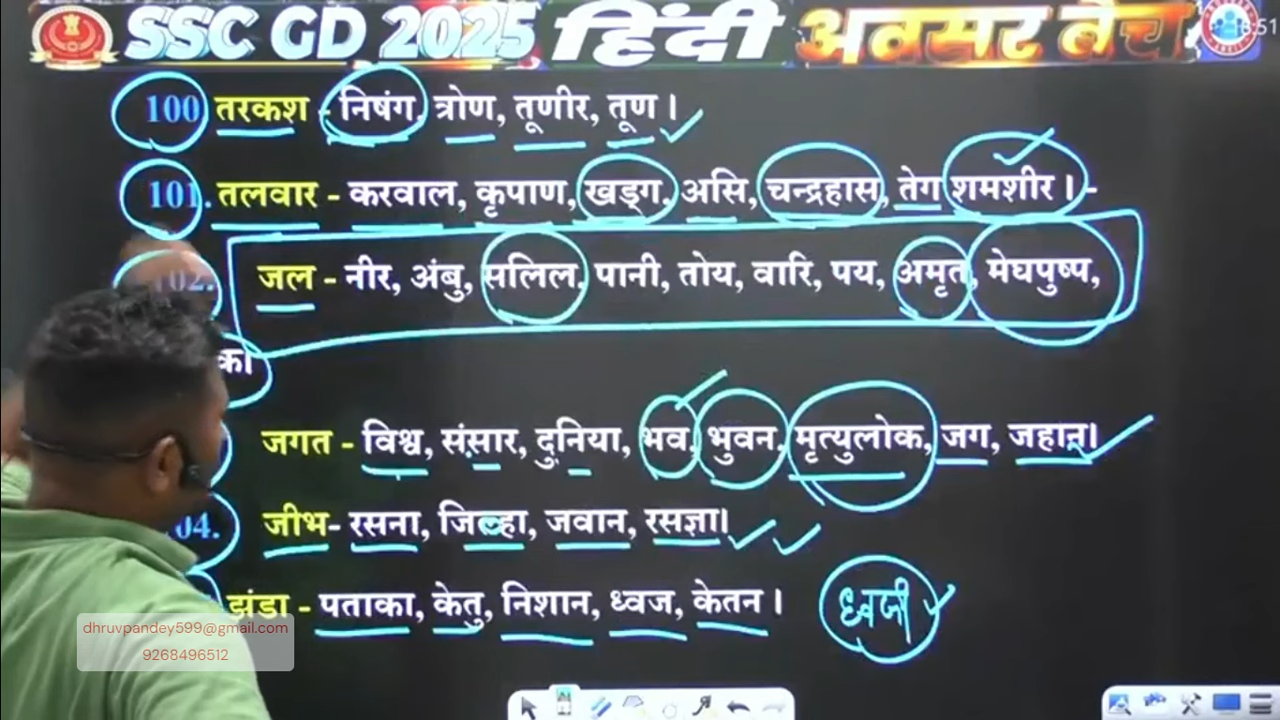 SSC GD 2025 हिंदी अवसर बैच
100 तरकश - निषंग, त्रोण, तूणीर, तूण।
101. तलवार - करवाल, कृपाण, खड्ग, असि, चन्द्रहास, तेग शमशीर। -
102. जल - नीर, अंबु, सलिल, पानी, तोय, वारि, पय, अमृत, मेघपुष्प,
क।
जगत - विश्व, संसार, दुनिया, भव, भुवन, मृत्युलोक, जग, जहान।
04. जीभ- रसना, जिल्हा, जवान, रसज्ञा।
झंडा - पताका, केतु, निशान, ध्वज, केतन। ध्वजी
dhruvpandey599@gmail.com
9268496512